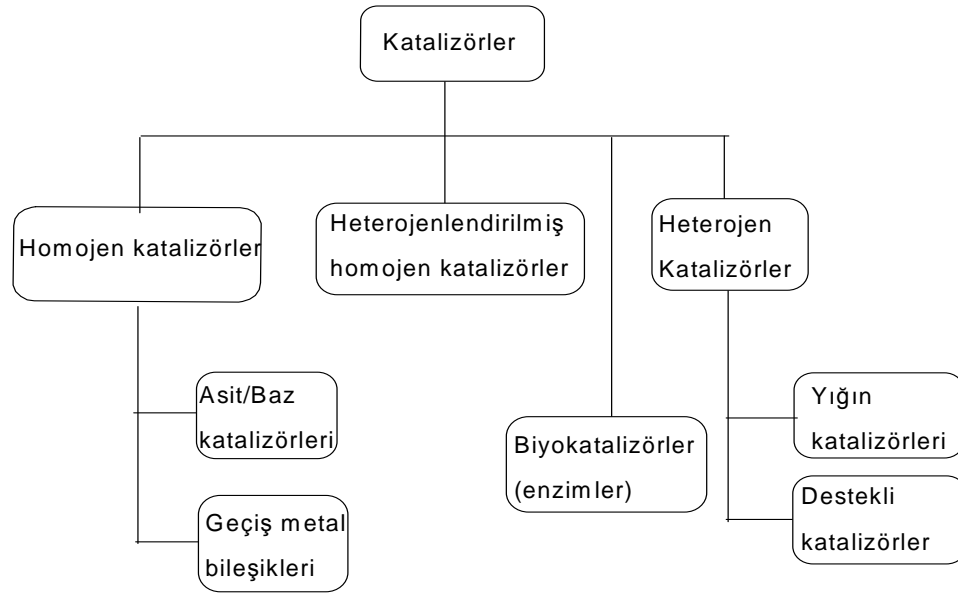 Katalizörler
Homojen katalizörler
Heterojenlendirilmiş
homojen katalizörler
Heterojen
Katalizörler
Asit/Baz
katalizörleri
Geçiş metal
bileşikleri
Biyokatalizörler
(enzimler)
Yığın
katalizörleri
Destekli
katalizörler